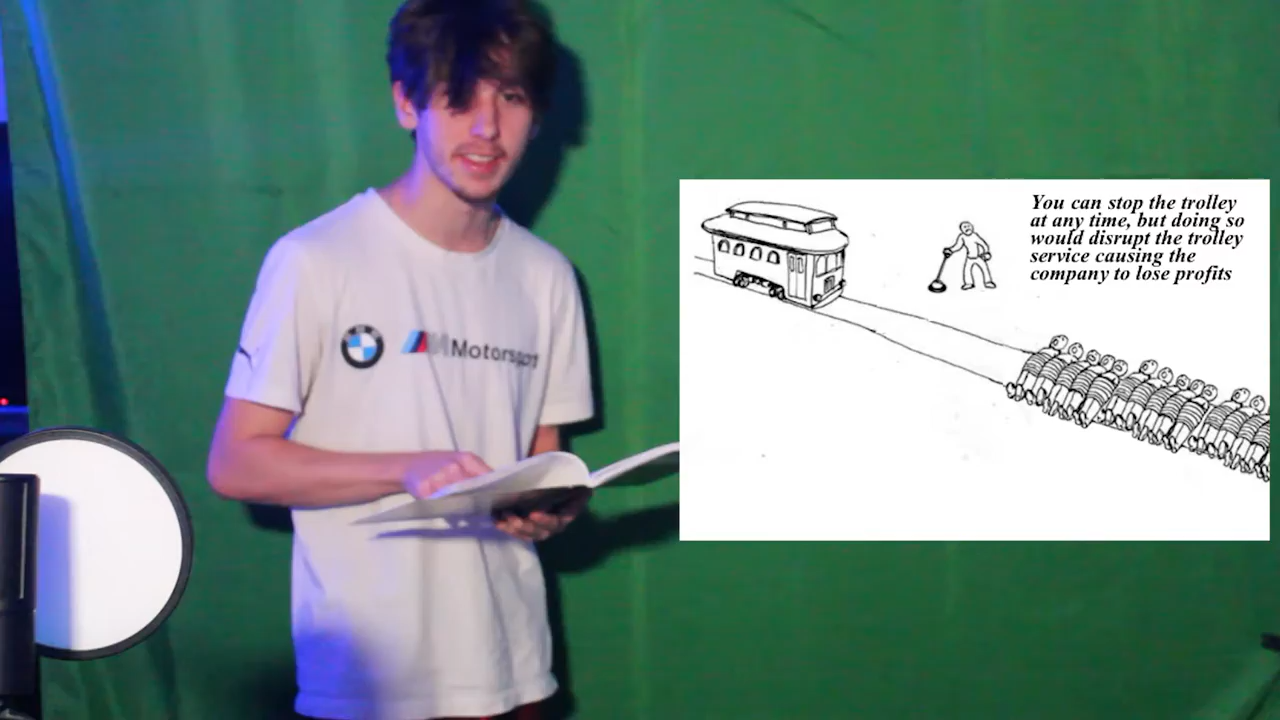 M Motorsport
You can stop the trolley
at any time, but doing so
would disrupt the trolley
service causing the
company to lose profits